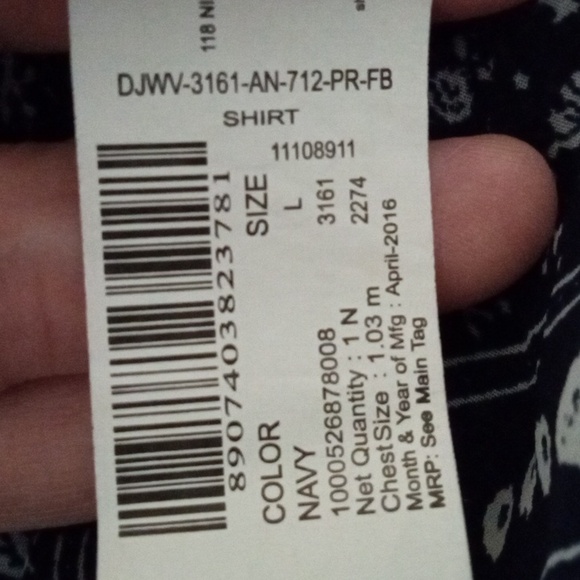 118 NI
DJWV-3161-AN-712-PR-FB
SHIRT
11108911
8907403823781
COLOR SIZE
NAVY L
1000526878008 3161
Net Quantity : 1 N 2274
Chest Size : 1.03 m
Month & Year of Mfg : April-2016
MRP: See Main Tag